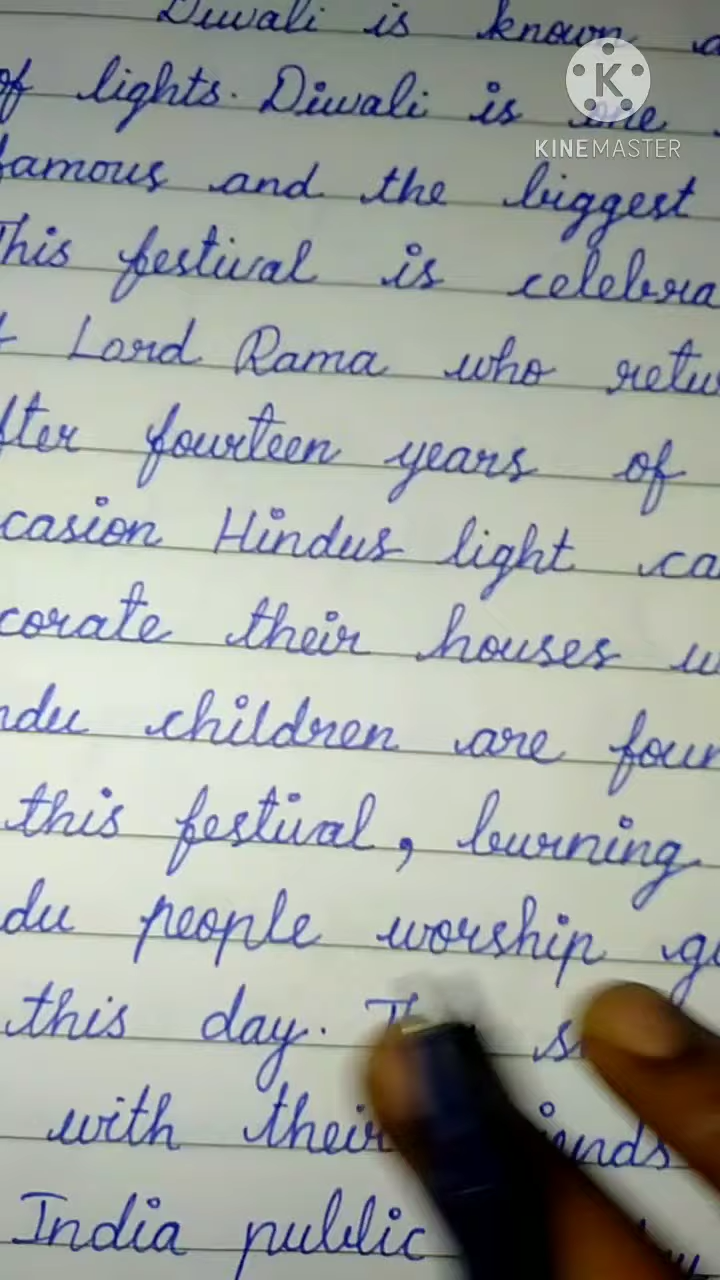 Diwali is known
of lights. Diwali is one
KINEMASTER
famous and the biggest
This festival is celebra
Lord Rama who retu
fter fourteen years of
casion Hindus light ca
corate their houses w
ndu children are four
this festival, burning
du people worship
this day.
with their
India public